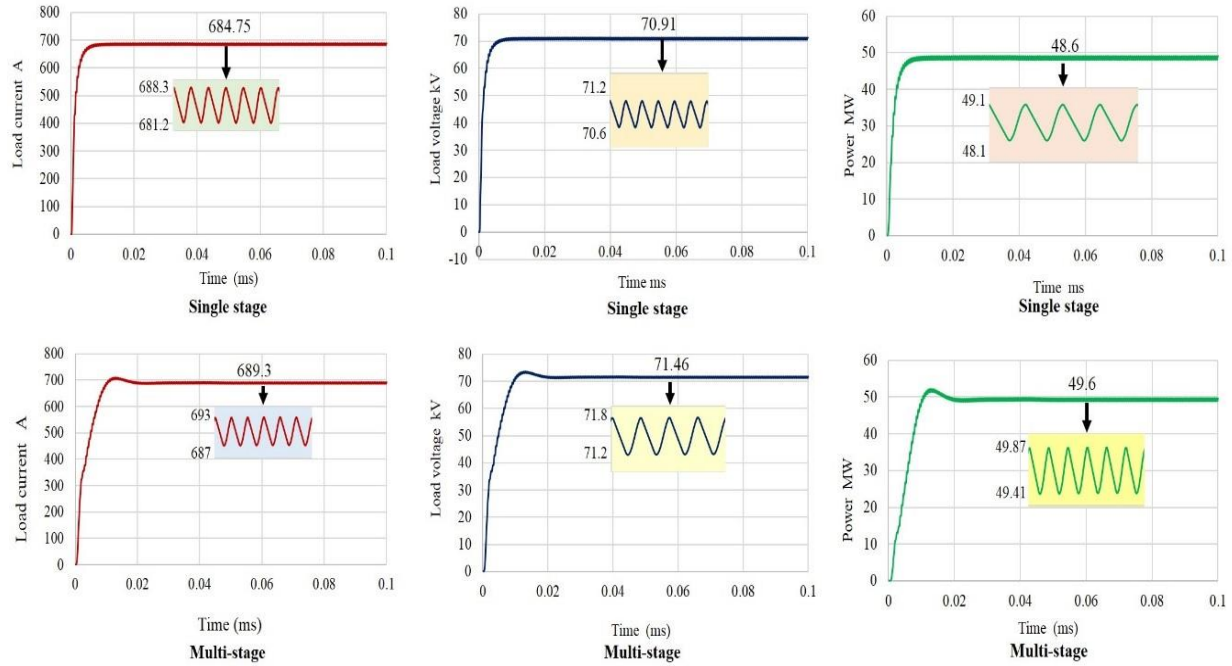 Load current A
800
700
600
500
400
300
200
100
0
684.75
688.3
681.2
0 0.02 0.04 0.06 0.08 0.1
Time (ms)
Single stage
Load voltage kV
80
70
60
50
40
30
20
10
0
-10
70.91
71.2
70.6
0 0.02 0.04 0.06 0.08 0.1
Time ms
Single stage
Power MW
60
50
40
30
20
10
0
48.6
49.1
48.1
0 0.02 0.04 0.06 0.08 0.1
Time ms
Single stage
Load current A
800
700
600
500
400
300
200
100
0
689.3
693
687
0 0.02 0.04 0.06 0.08 0.1
Time (ms)
Multi-stage
Load voltage kV
80
70
60
50
40
30
20
10
0
71.46
71.8
71.2
0 0.02 0.04 0.06 0.08 0.1
Time (ms)
Multi-stage
Power MW
60
50
40
30
20
10
0
49.6
49.87
49.41
0 0.02 0.04 0.06 0.08 0.1
Time (ms)
Multi-stage